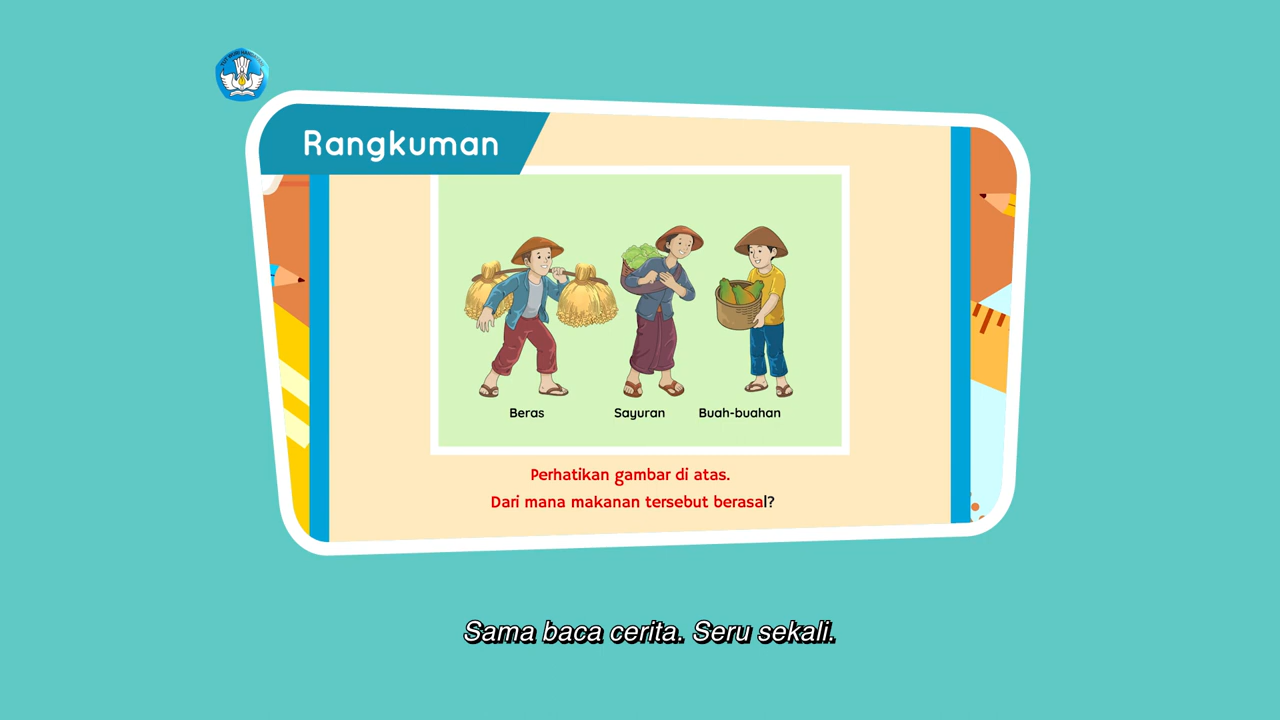 Rangkuman
Beras
Sayuran
Buah-buahan
Perhatikan gambar di atas.
Dari mana makanan tersebut berasal?
Sama baca cerita. Seru sekali.